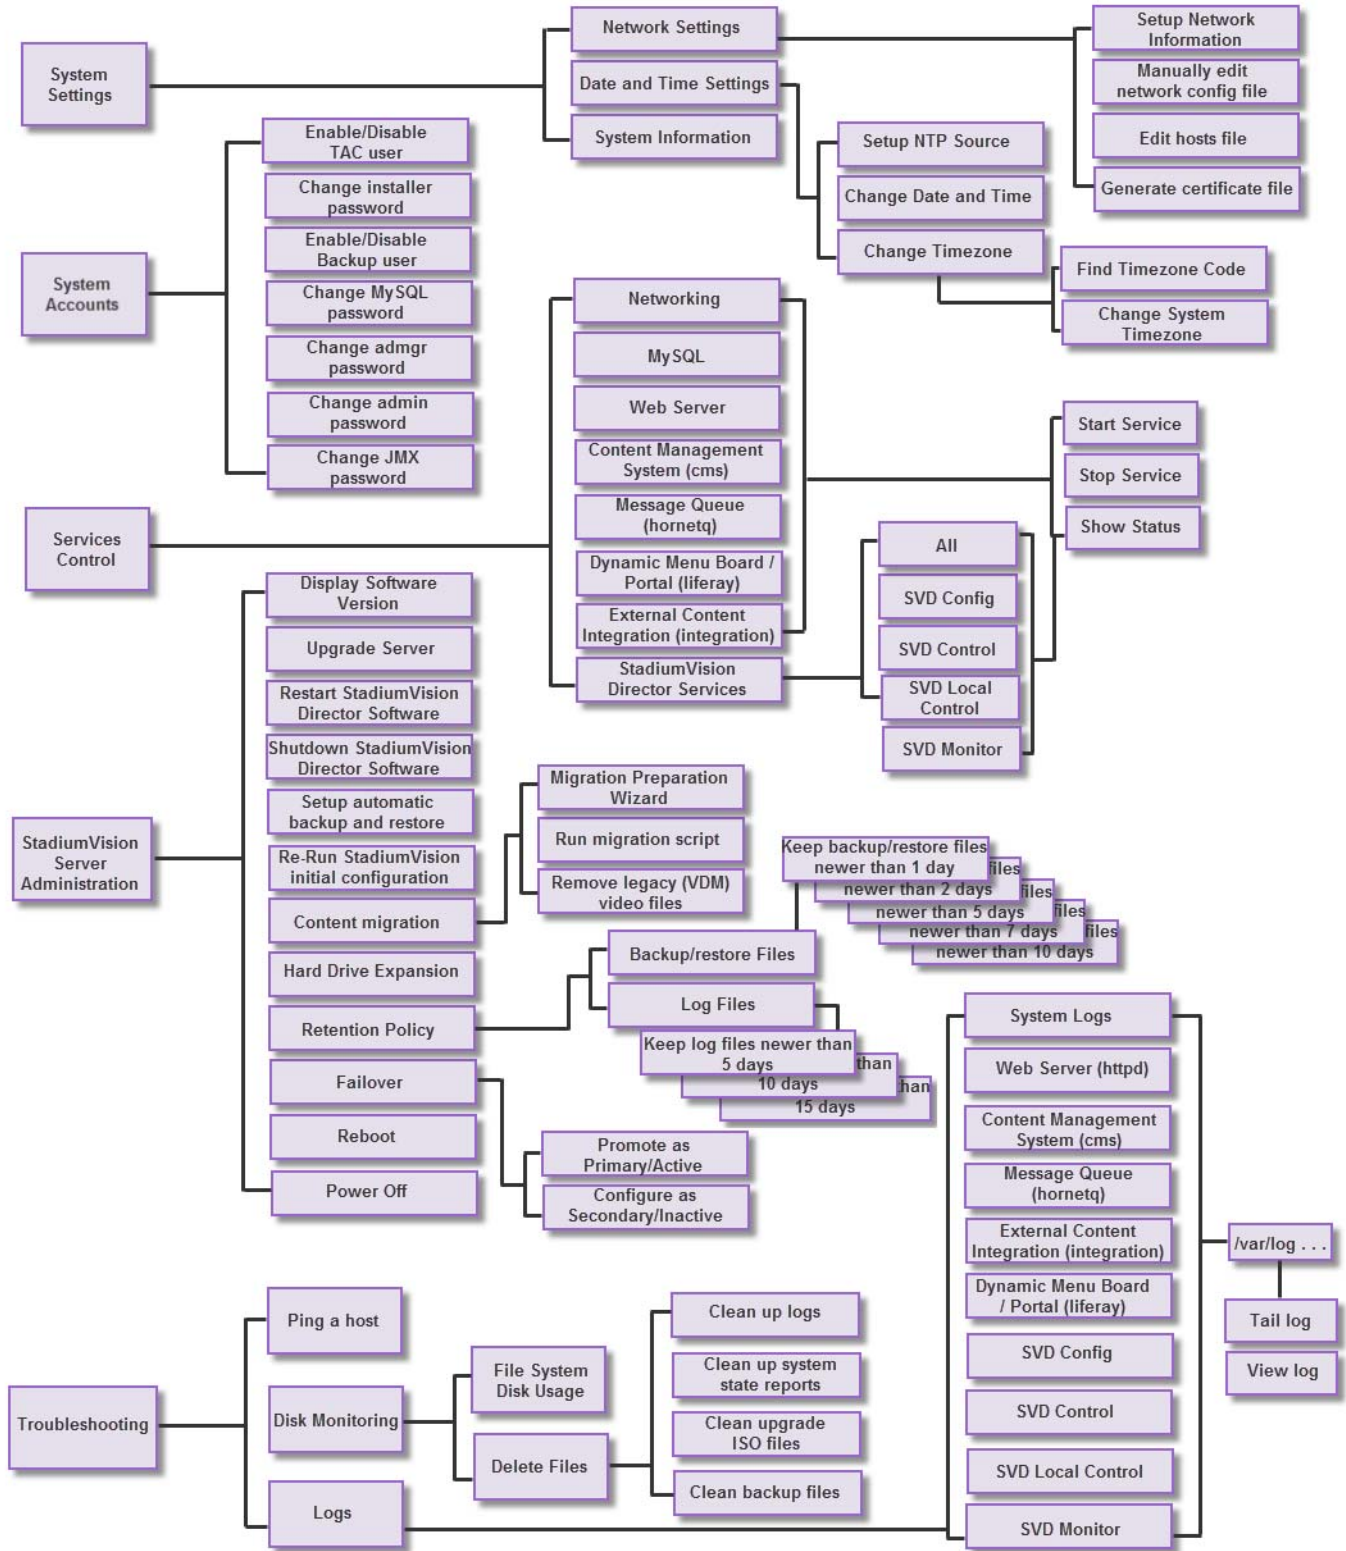 System
Settings
Network Settings
Date and Time Settings
System Information
Setup Network
Information
Manually edit
network config file
Edit hosts file
Generate certificate file
Setup NTP Source
Change Date and Time
Change Timezone
Find Timezone Code
Change System
Timezone
System
Accounts
Enable/Disable
TAC user
Change installer
password
Enable/Disable
Backup user
Change MySQL
password
Change admgr
password
Change admin
password
Change JMX
password
Services
Control
Networking
MySQL
Web Server
Content Management
System (cms)
Message Queue
(hornetq)
Dynamic Menu Board /
Portal (liferay)
External Content
Integration (integration)
StadiumVision
Director Services
All
SVD Config
SVD Control
SVD Local
Control
SVD Monitor
Start Service
Stop Service
Show Status
StadiumVision
Server
Administration
Display Software
Version
Upgrade Server
Restart StadiumVision
Director Software
Shutdown StadiumVision
Director Software
Setup automatic
backup and restore
Re-Run StadiumVision
initial configuration
Content migration
Hard Drive Expansion
Retention Policy
Failover
Reboot
Power Off
Migration Preparation
Wizard
Run migration script
Remove legacy (VDM)
video files
Backup/restore Files
Log Files
Keep backup/restore files
newer than 1 day
files
newer than 2 days
files
newer than 5 days
files
newer than 7 days
files
newer than 10 days
Keep log files newer than
5 days
than
10 days
than
15 days
Promote as
Primary/Active
Configure as
Secondary/Inactive
Troubleshooting
Ping a host
Disk Monitoring
Logs
File System
Disk Usage
Delete Files
Clean up logs
Clean up system
state reports
Clean upgrade
ISO files
Clean backup files
System Logs
Web Server (httpd)
Content Management
System (cms)
Message Queue
(hornetq)
External Content
Integration (integration)
Dynamic Menu Board
/ Portal (liferay)
SVD Config
SVD Control
SVD Local Control
SVD Monitor
/var/log . . .
Tail log
View log